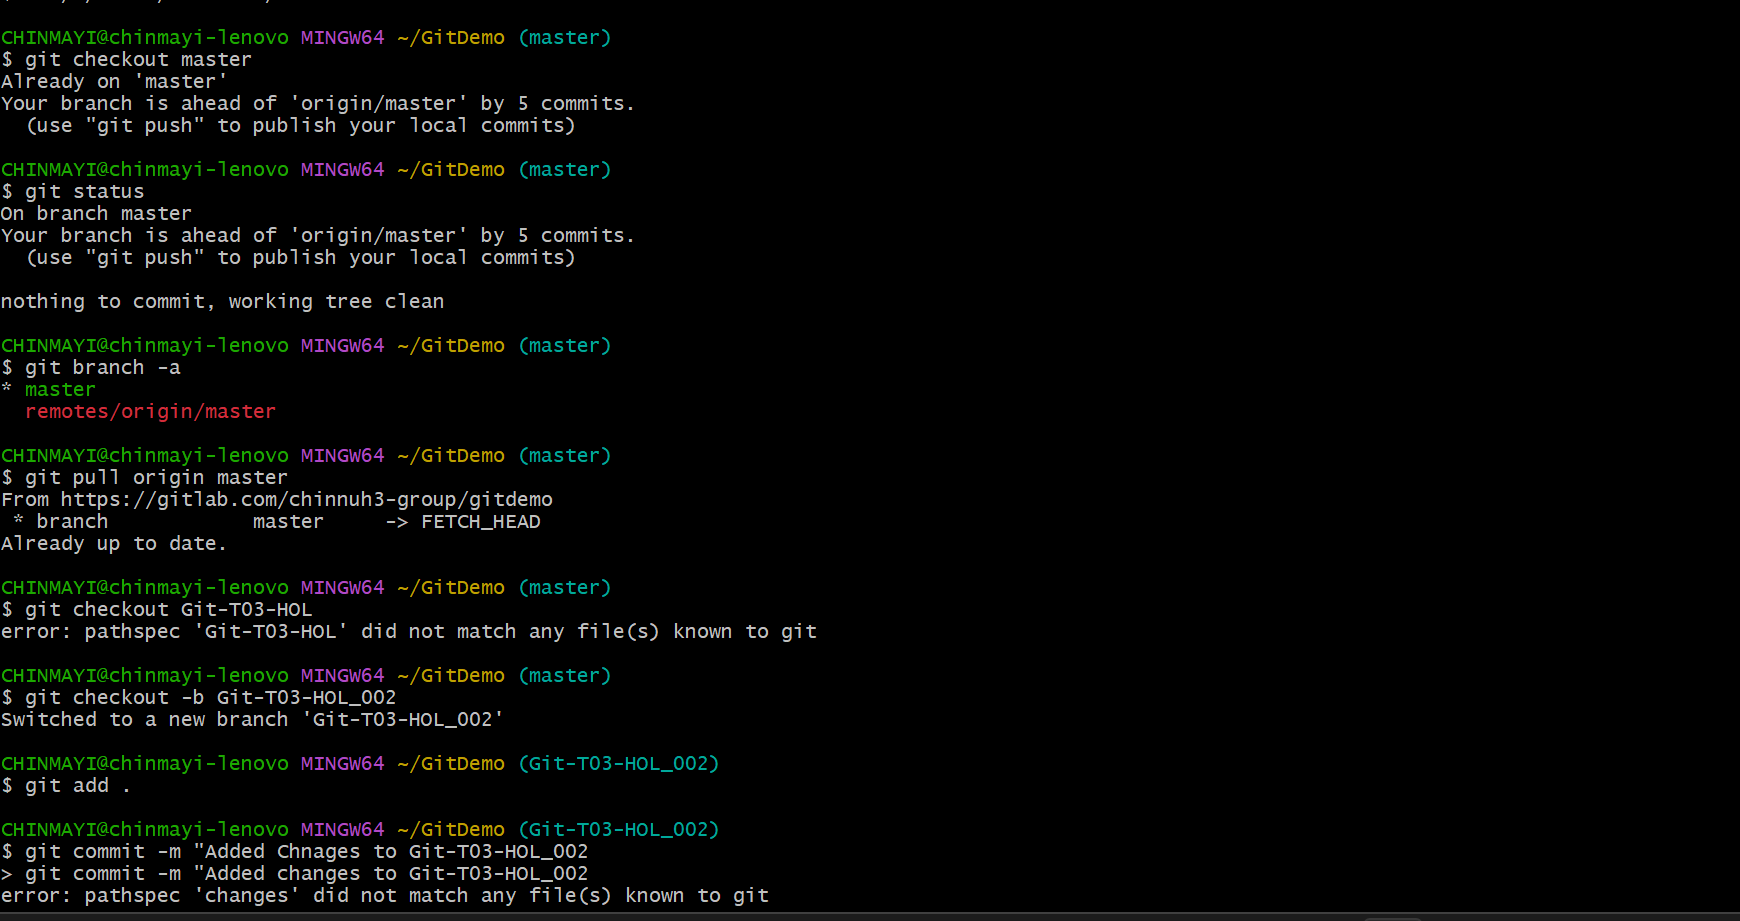 CHINMAYI@chinmayi-lenovo MINGW64 ~/GitDemo (master)
$ git checkout master
Already on 'master'
Your branch is ahead of 'origin/master' by 5 commits.
  (use "git push" to publish your local commits)
CHINMAYI@chinmayi-lenovo MINGW64 ~/GitDemo (master)
$ git status
On branch master
Your branch is ahead of 'origin/master' by 5 commits.
  (use "git push" to publish your local commits)
nothing to commit, working tree clean
CHINMAYI@chinmayi-lenovo MINGW64 ~/GitDemo (master)
$ git branch -a
* master
  remotes/origin/master
CHINMAYI@chinmayi-lenovo MINGW64 ~/GitDemo (master)
$ git pull origin master
From https://gitlab.com/chinnuh3-group/gitdemo
 * branch            master     -> FETCH_HEAD
Already up to date.
CHINMAYI@chinmayi-lenovo MINGW64 ~/GitDemo (master)
$ git checkout Git-T03-HOL
error: pathspec 'Git-T03-HOL' did not match any file(s) known to git
CHINMAYI@chinmayi-lenovo MINGW64 ~/GitDemo (master)
$ git checkout -b Git-T03-HOL_002
Switched to a new branch 'Git-T03-HOL_002'
CHINMAYI@chinmayi-lenovo MINGW64 ~/GitDemo (Git-T03-HOL_002)
$ git add .
CHINMAYI@chinmayi-lenovo MINGW64 ~/GitDemo (Git-T03-HOL_002)
$ git commit -m "Added Chnages to Git-T03-HOL_002
> git commit -m "Added changes to Git-T03-HOL_002
error: pathspec 'changes' did not match any file(s) known to git